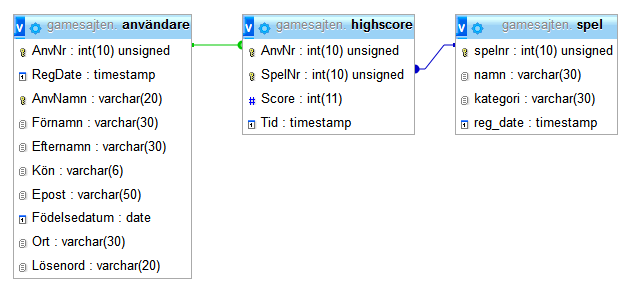 v gamesajten. användare
AnvNr : int(10) unsigned
RegDate : timestamp
AnvNamn : varchar(20)
Förnamn : varchar(30)
Efternamn : varchar(30)
Kön : varchar(6)
Epost : varchar(50)
Födelsedatum : date
Ort : varchar(30)
Lösenord : varchar(20)
v gamesajten. highscore
AnvNr : int(10) unsigned
SpelNr : int(10) unsigned
# Score : int(11)
Tid : timestamp
v gamesajten. spel
spelnr : int(10) unsigned
namn : varchar(30)
kategori : varchar(30)
reg_date : timestamp